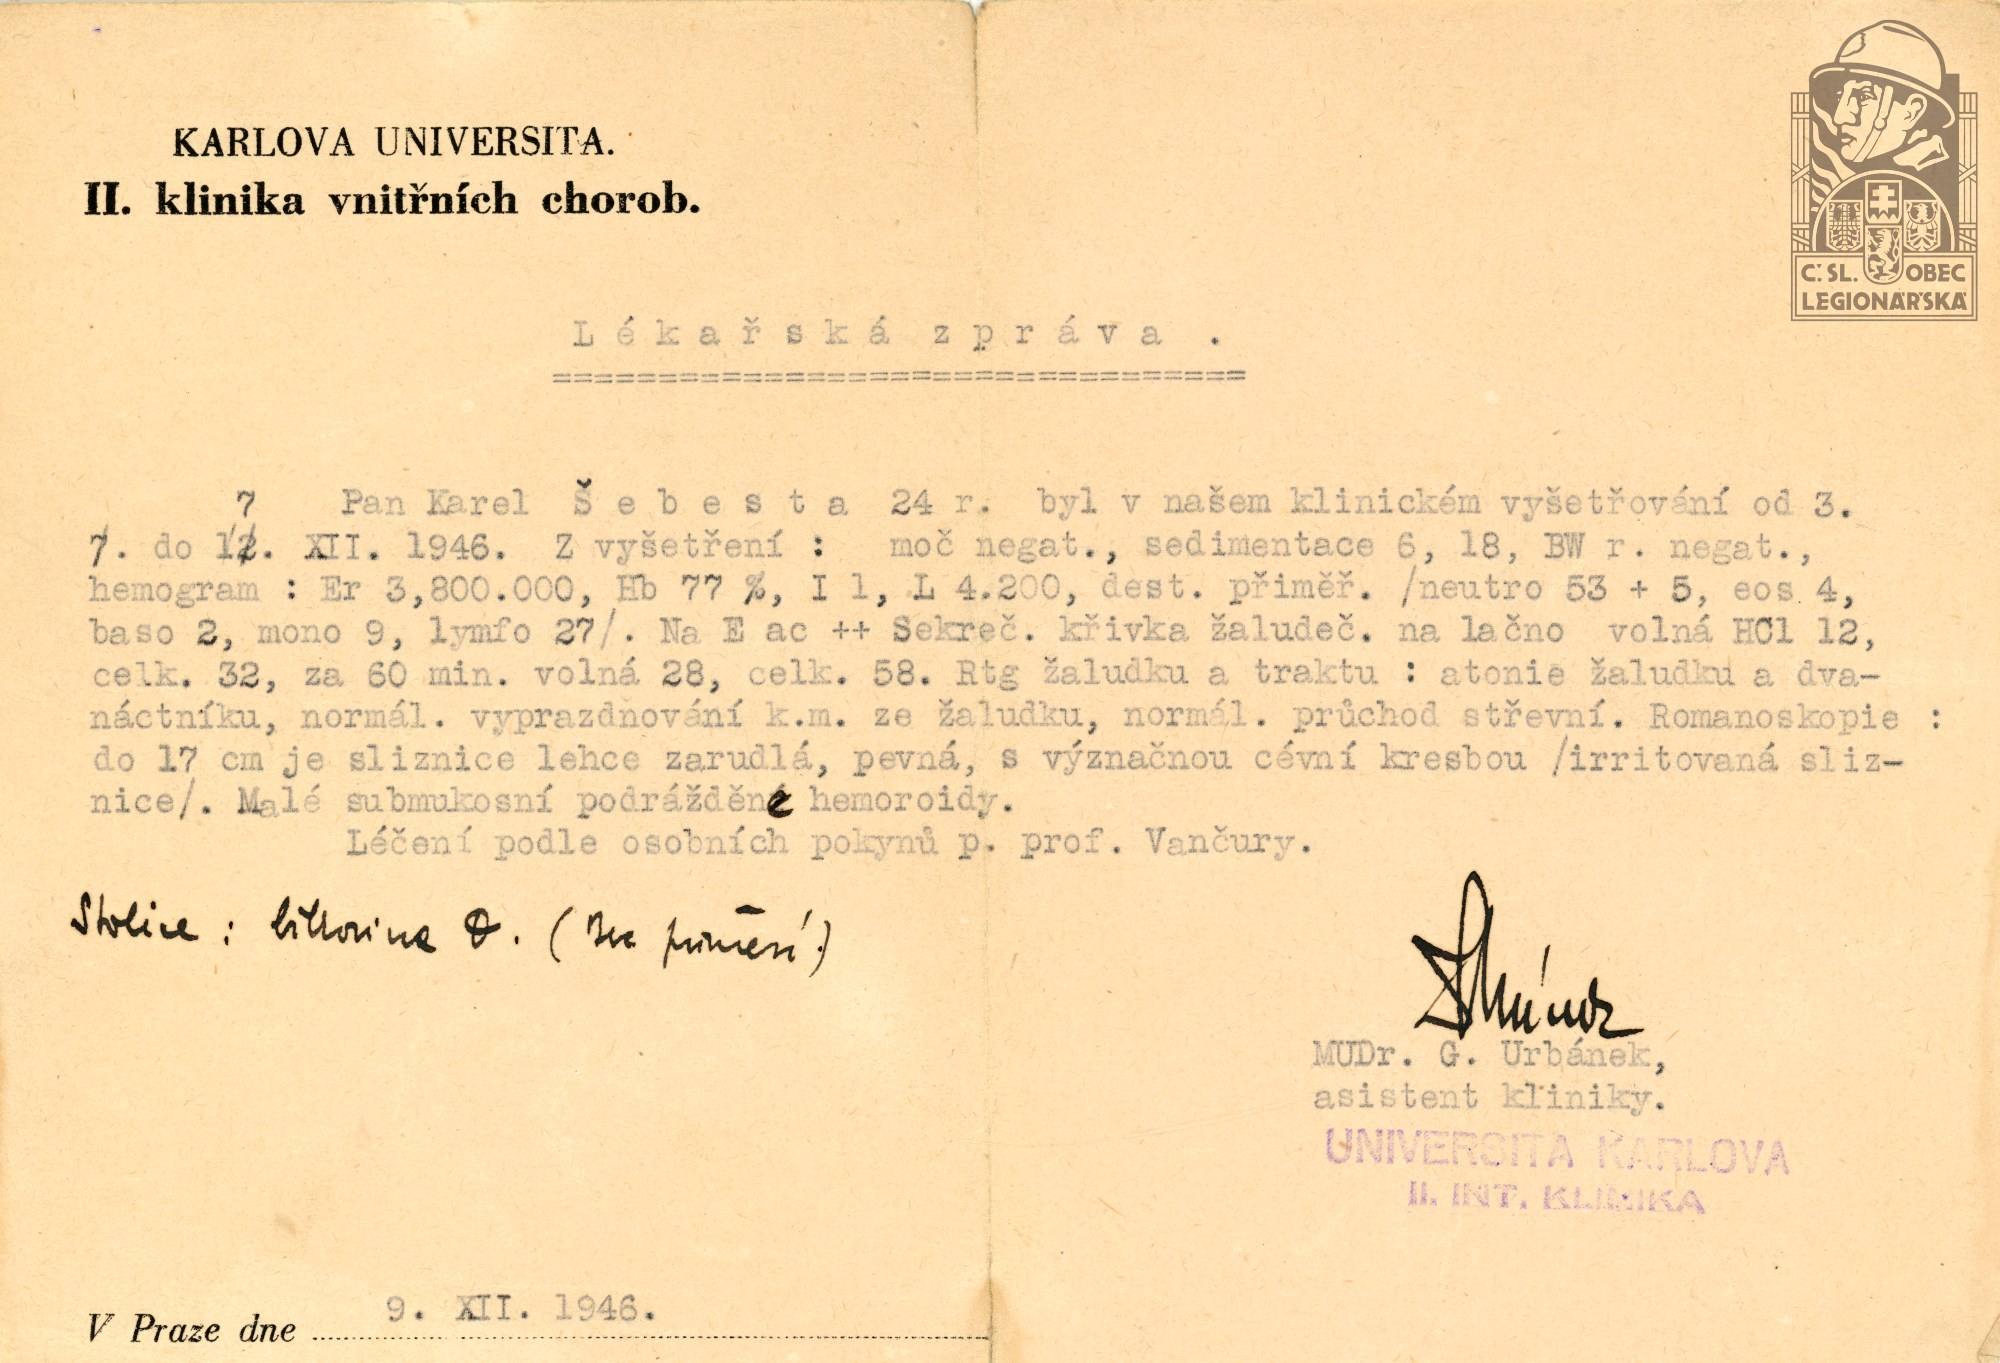 KARLOVA UNIVERSITA.
II. klinika vnitřních chorob.
Č.SL. OBEC
LEGIONÁŘSKÁ
Lékařská zpráva.
=================================
7 Pan Karel Šebesta 24 r. byl v našem klinickém vyšetřování od 3.
7. do 12. XII. 1946. Z vyšetření : moč negat., sedimentace 6, 18, BW r. negat.,
hemogram : Er 3,800.000, Hb 77 %, I 1, L 4.200, dest. přiměř. /neutro 53 + 5, eos 4,
baso 2, mono 9, lymfo 27/. Na E ac ++ Sekreč. křivka žaludeč. na lačno volná HCl 12,
celk. 32, za 60 min. volná 28, celk. 58. Rtg žaludku a traktu : atonie žaludku a dva-
náctníku, normál. vyprazdňování k.m. ze žaludku, normál. průchod střevní. Romanoskopie :
do 17 cm je sliznice lehce zarudlá, pevná, s význačnou cévní kresbou /irritovaná sliz-
nice/. Malé submukosní podrážděné hemoroidy.
Léčení podle osobních pokynů p. prof. Vančury.
Stolice : (Bez příměsí.)
MUDr. G. Urbánek,
asistent kliniky.
UNIVERSITA KARLOVA
II. INT. KLINIKA
V Praze dne 9. XII. 1946.